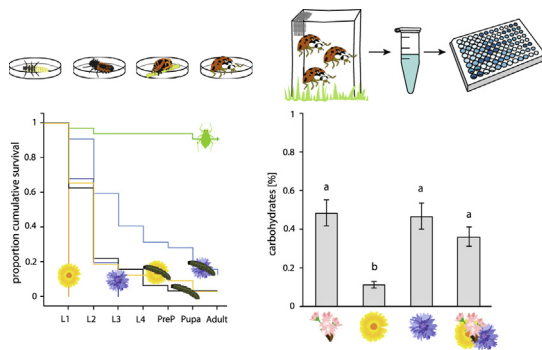 proportion cumulative survival
1
0.8
0.6
0.4
0.2
0
L1 L2 L3 L4 PreP Pupa Adult
carbohydrates [%]
0.8
0.6
0.4
0.2
0
a
b
a
a